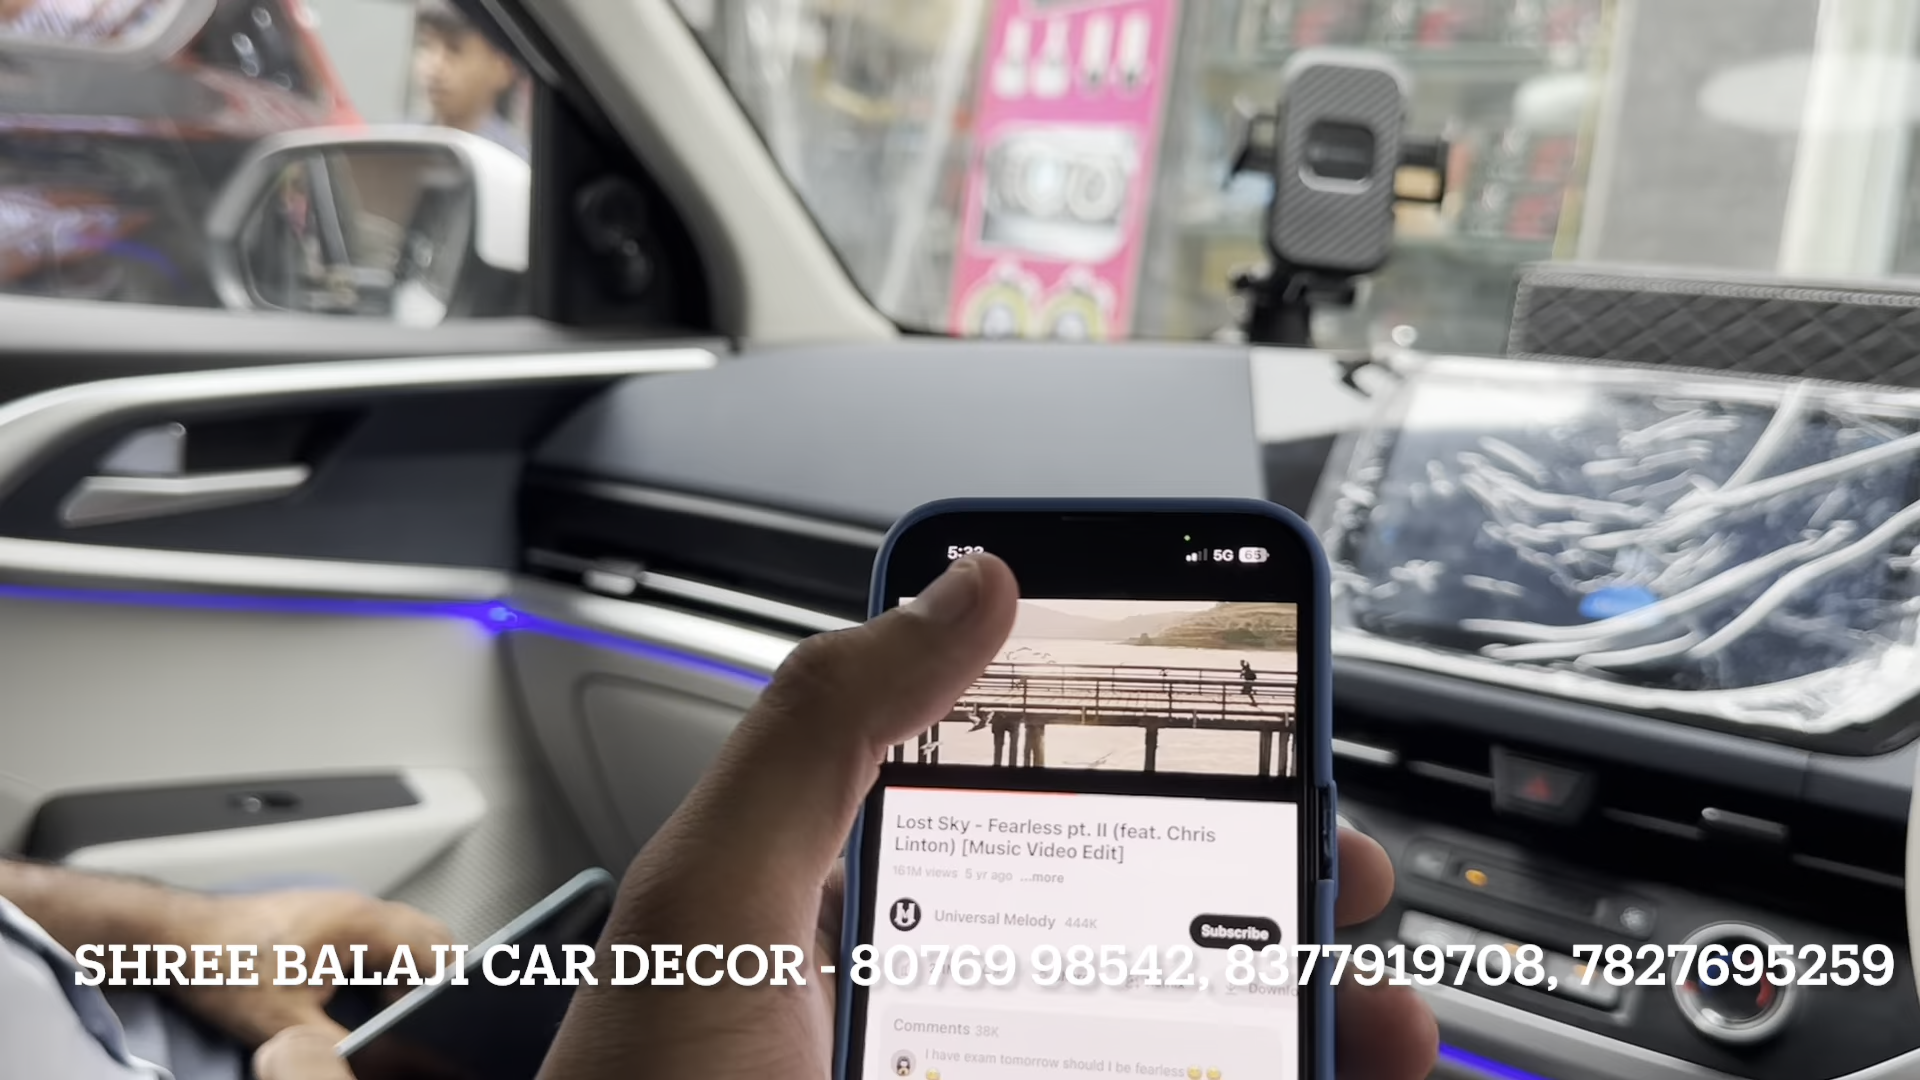 5G 65
Lost Sky - Fearless pt. II (feat. Chris
Linton) [Music Video Edit]
161M views 5 yr ago ...more
Universal Melody 444K
Subscribe
SHREE BALAJI CAR DECOR - 80769 98542, 8377919708, 7827695259
Comments 38K
I have exam tomorrow should I be fearless